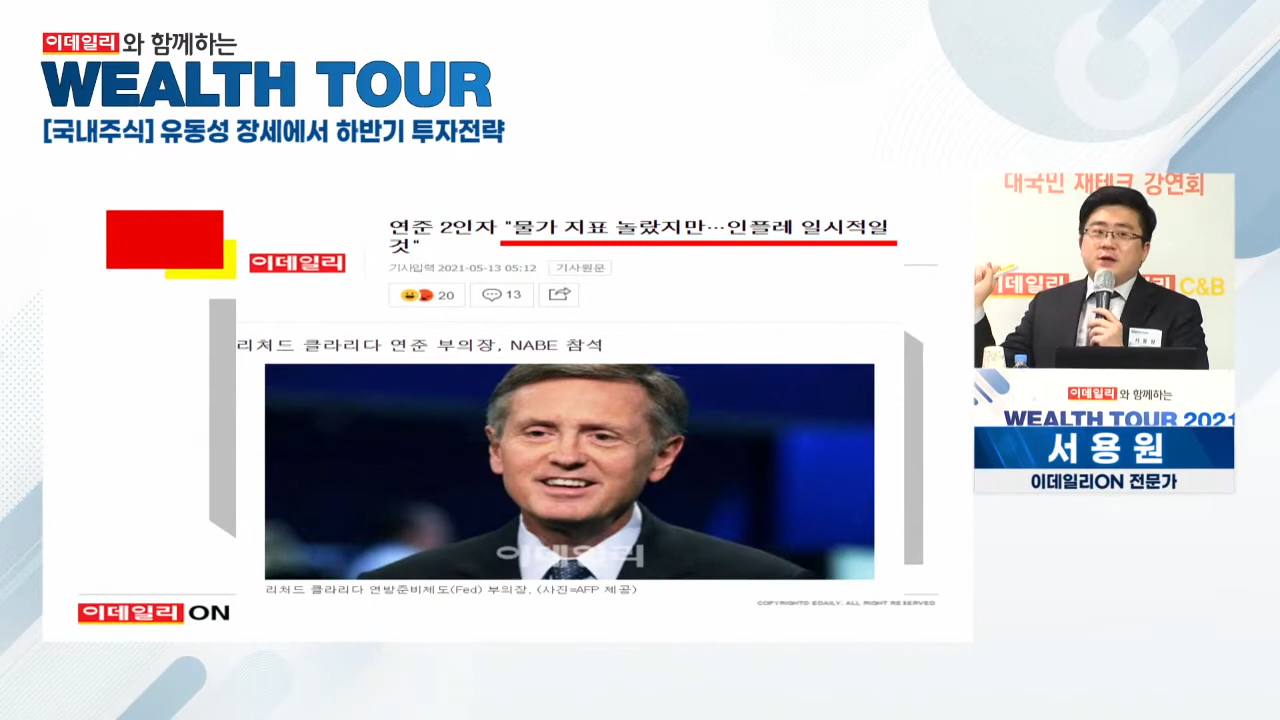 이데일리와 함께하는
WEALTH TOUR
[국내주식] 유동성 장세에서 하반기 투자전략
연준 2인자 "물가 지표 놀랐지만…인플레 일시적일
것"
이데일리
기사입력 2021-05-13 05:12 기사원문
20 13
리처드 클라리다 연준 부의장, NABE 참석
이데일리
리처드 클라리다 연방준비제도(Fed) 부의장. (사진=AFP 제공)
COPYRIGHT© EDAILY. ALL RIGHT RESERVED
이데일리 ON
대국민 재테크 강연회
이데일리 C&B
이데일리와 함께하는
WEALTH TOUR 2021
서용원
이데일리ON 전문가